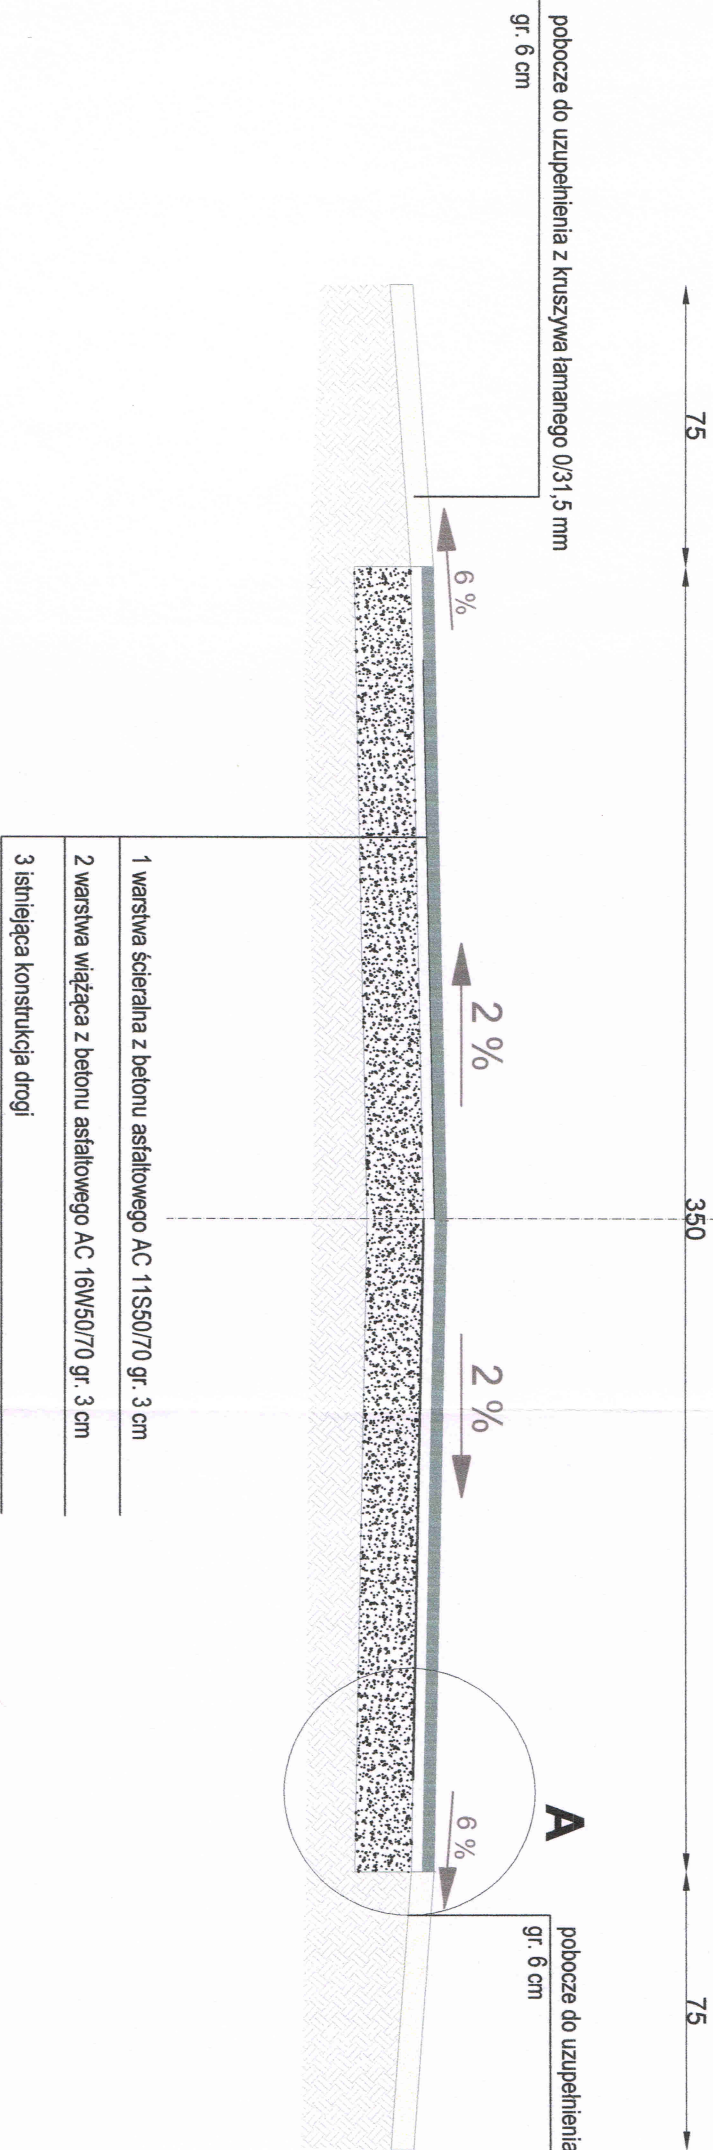 75
350
75
pobocze do uzupełnienia z kruszywa łamanego 0/31,5 mm
gr. 6 cm
6 %
2 %
2 %
6 %
A
pobocze do uzupełnienia
gr. 6 cm
1 warstwa ścieralna z betonu asfaltowego AC 11S50/70 gr. 3 cm
2 warstwa wiążąca z betonu asfaltowego AC 16W50/70 gr. 3 cm
3 istniejąca konstrukcja drogi